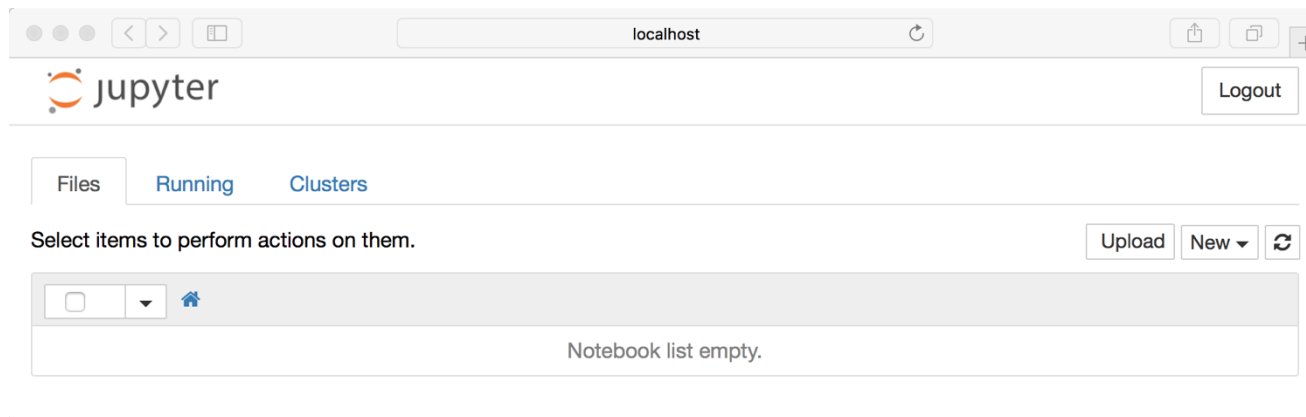 localhost
jupyter
Logout
Files Running Clusters
Select items to perform actions on them.
Upload New
Notebook list empty.